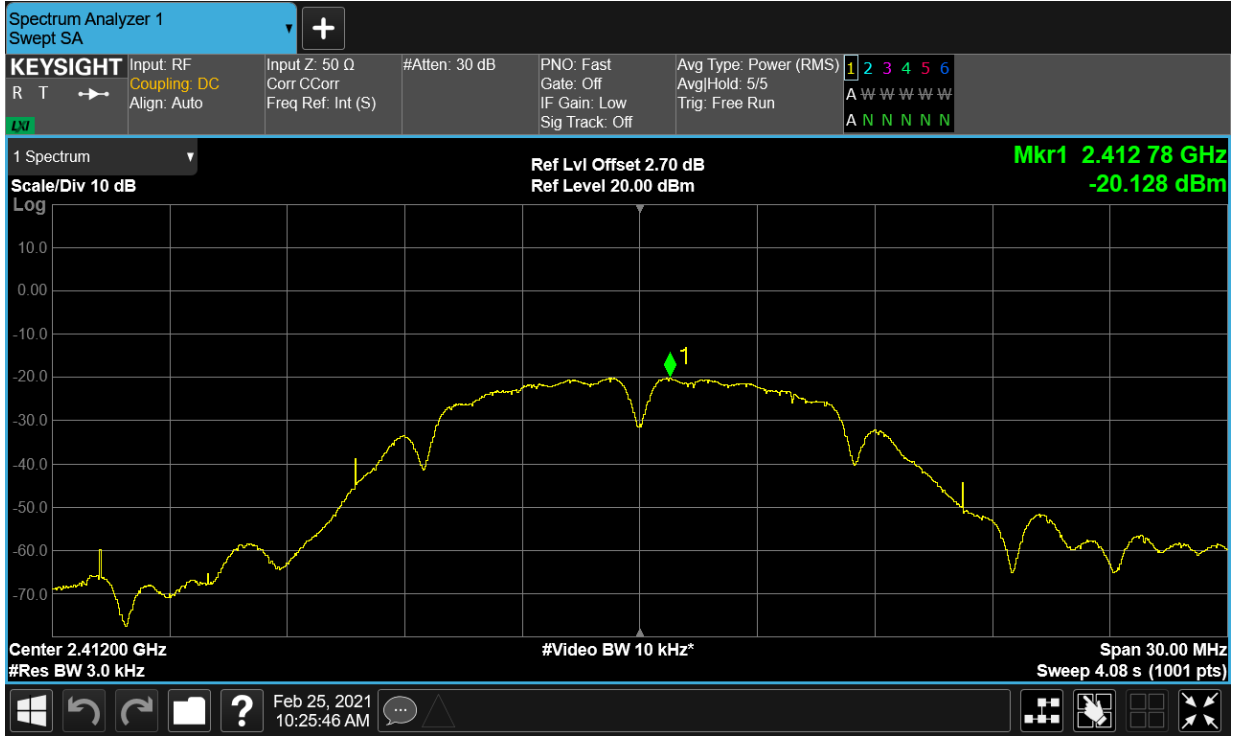 Spectrum Analyzer 1
Swept SA
KEYSIGHT
R T
LXI
Input: RF
Coupling: DC
Align: Auto
Input Z: 50 Ω
Corr CCorr
Freq Ref: Int (S)
#Atten: 30 dB
PNO: Fast
Gate: Off
IF Gain: Low
Sig Track: Off
Avg Type: Power (RMS)
Avg|Hold: 5/5
Trig: Free Run
1 2 3 4 5 6
A W W W W W
A N N N N N
1 Spectrum
Scale/Div 10 dB
Log
Ref Lvl Offset 2.70 dB
Ref Level 20.00 dBm
Mkr1 2.412 78 GHz
-20.128 dBm
10.0
0.00
-10.0
1
-20.0
-30.0
-40.0
-50.0
-60.0
-70.0
Center 2.41200 GHz
#Res BW 3.0 kHz
#Video BW 10 kHz*
Span 30.00 MHz
Sweep 4.08 s (1001 pts)
?
Feb 25, 2021
10:25:46 AM